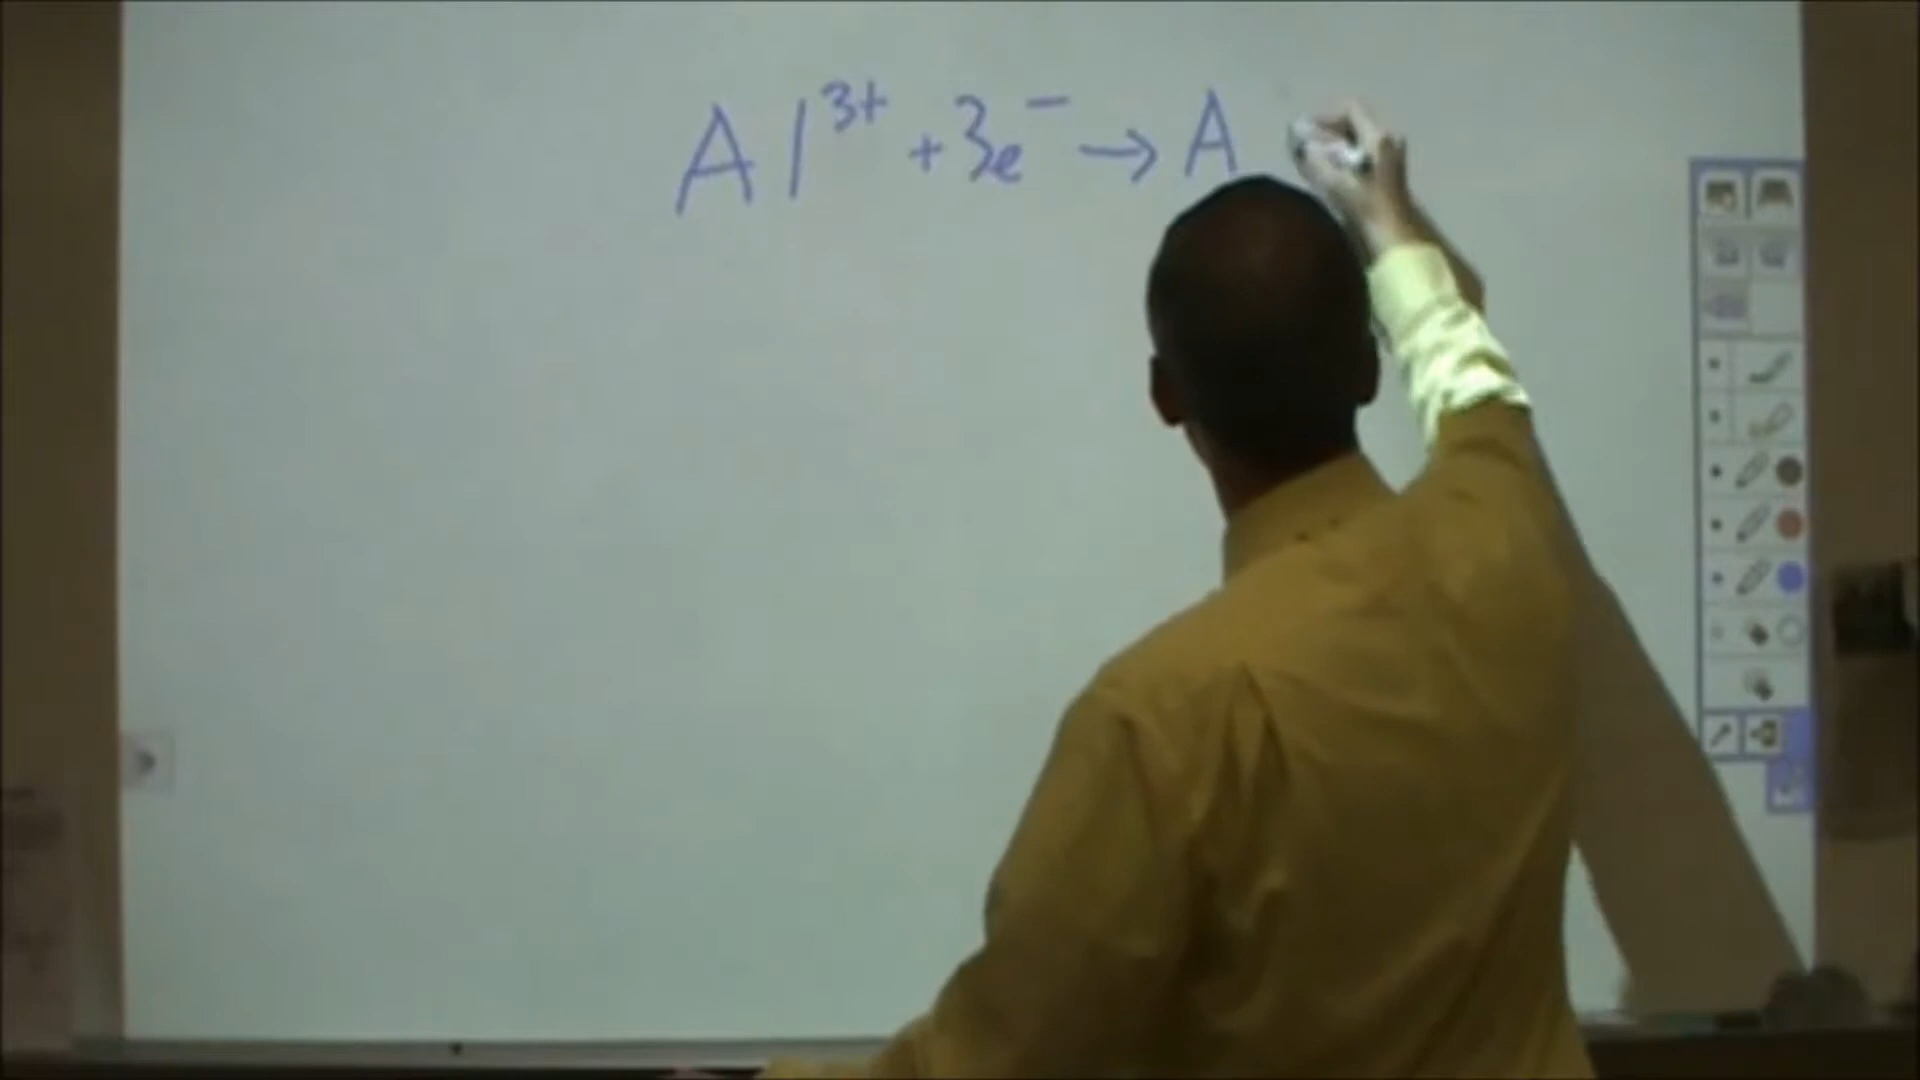 Al³⁺ + 3e⁻ → A